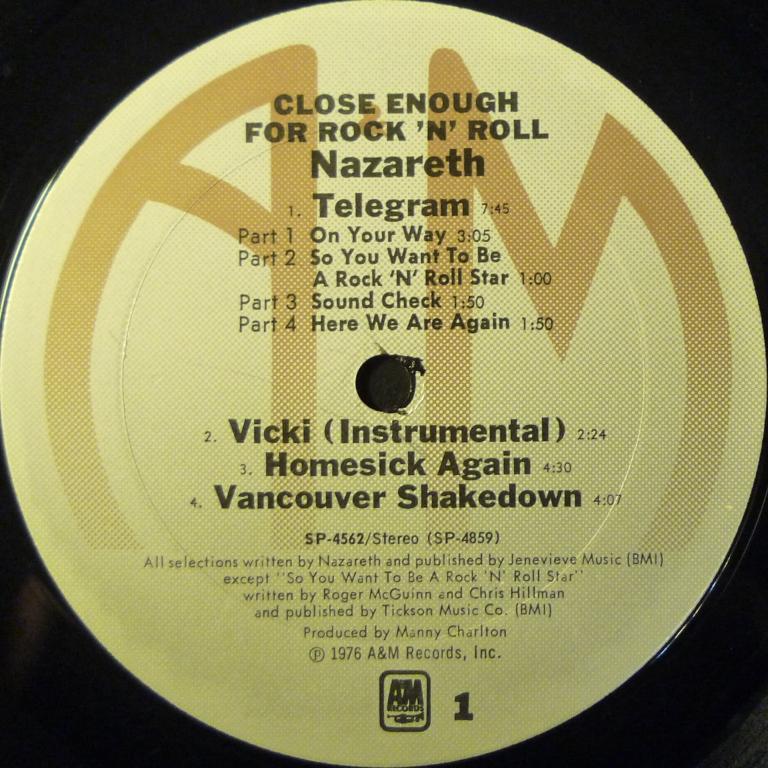 CLOSE ENOUGH
FOR ROCK 'N' ROLL
Nazareth
1. Telegram 7:45
Part 1 On Your Way 3:05
Part 2 So You Want To Be
A Rock 'N' Roll Star 1:00
Part 3 Sound Check 1:50
Part 4 Here We Are Again 1:50
2. Vicki (Instrumental) 2:24
3. Homesick Again 4:30
4. Vancouver Shakedown 4:07
SP-4562/Stereo (SP-4859)
All selections written by Nazareth and published by Jenevieve Music (BMI)
except "So You Want To Be A Rock 'N' Roll Star"
written by Roger McGuinn and Chris Hillman
and published by Tickson Music Co. (BMI)
Produced by Manny Charlton
℗ 1976 A&M Records, Inc.
A&M
RECORDS
1